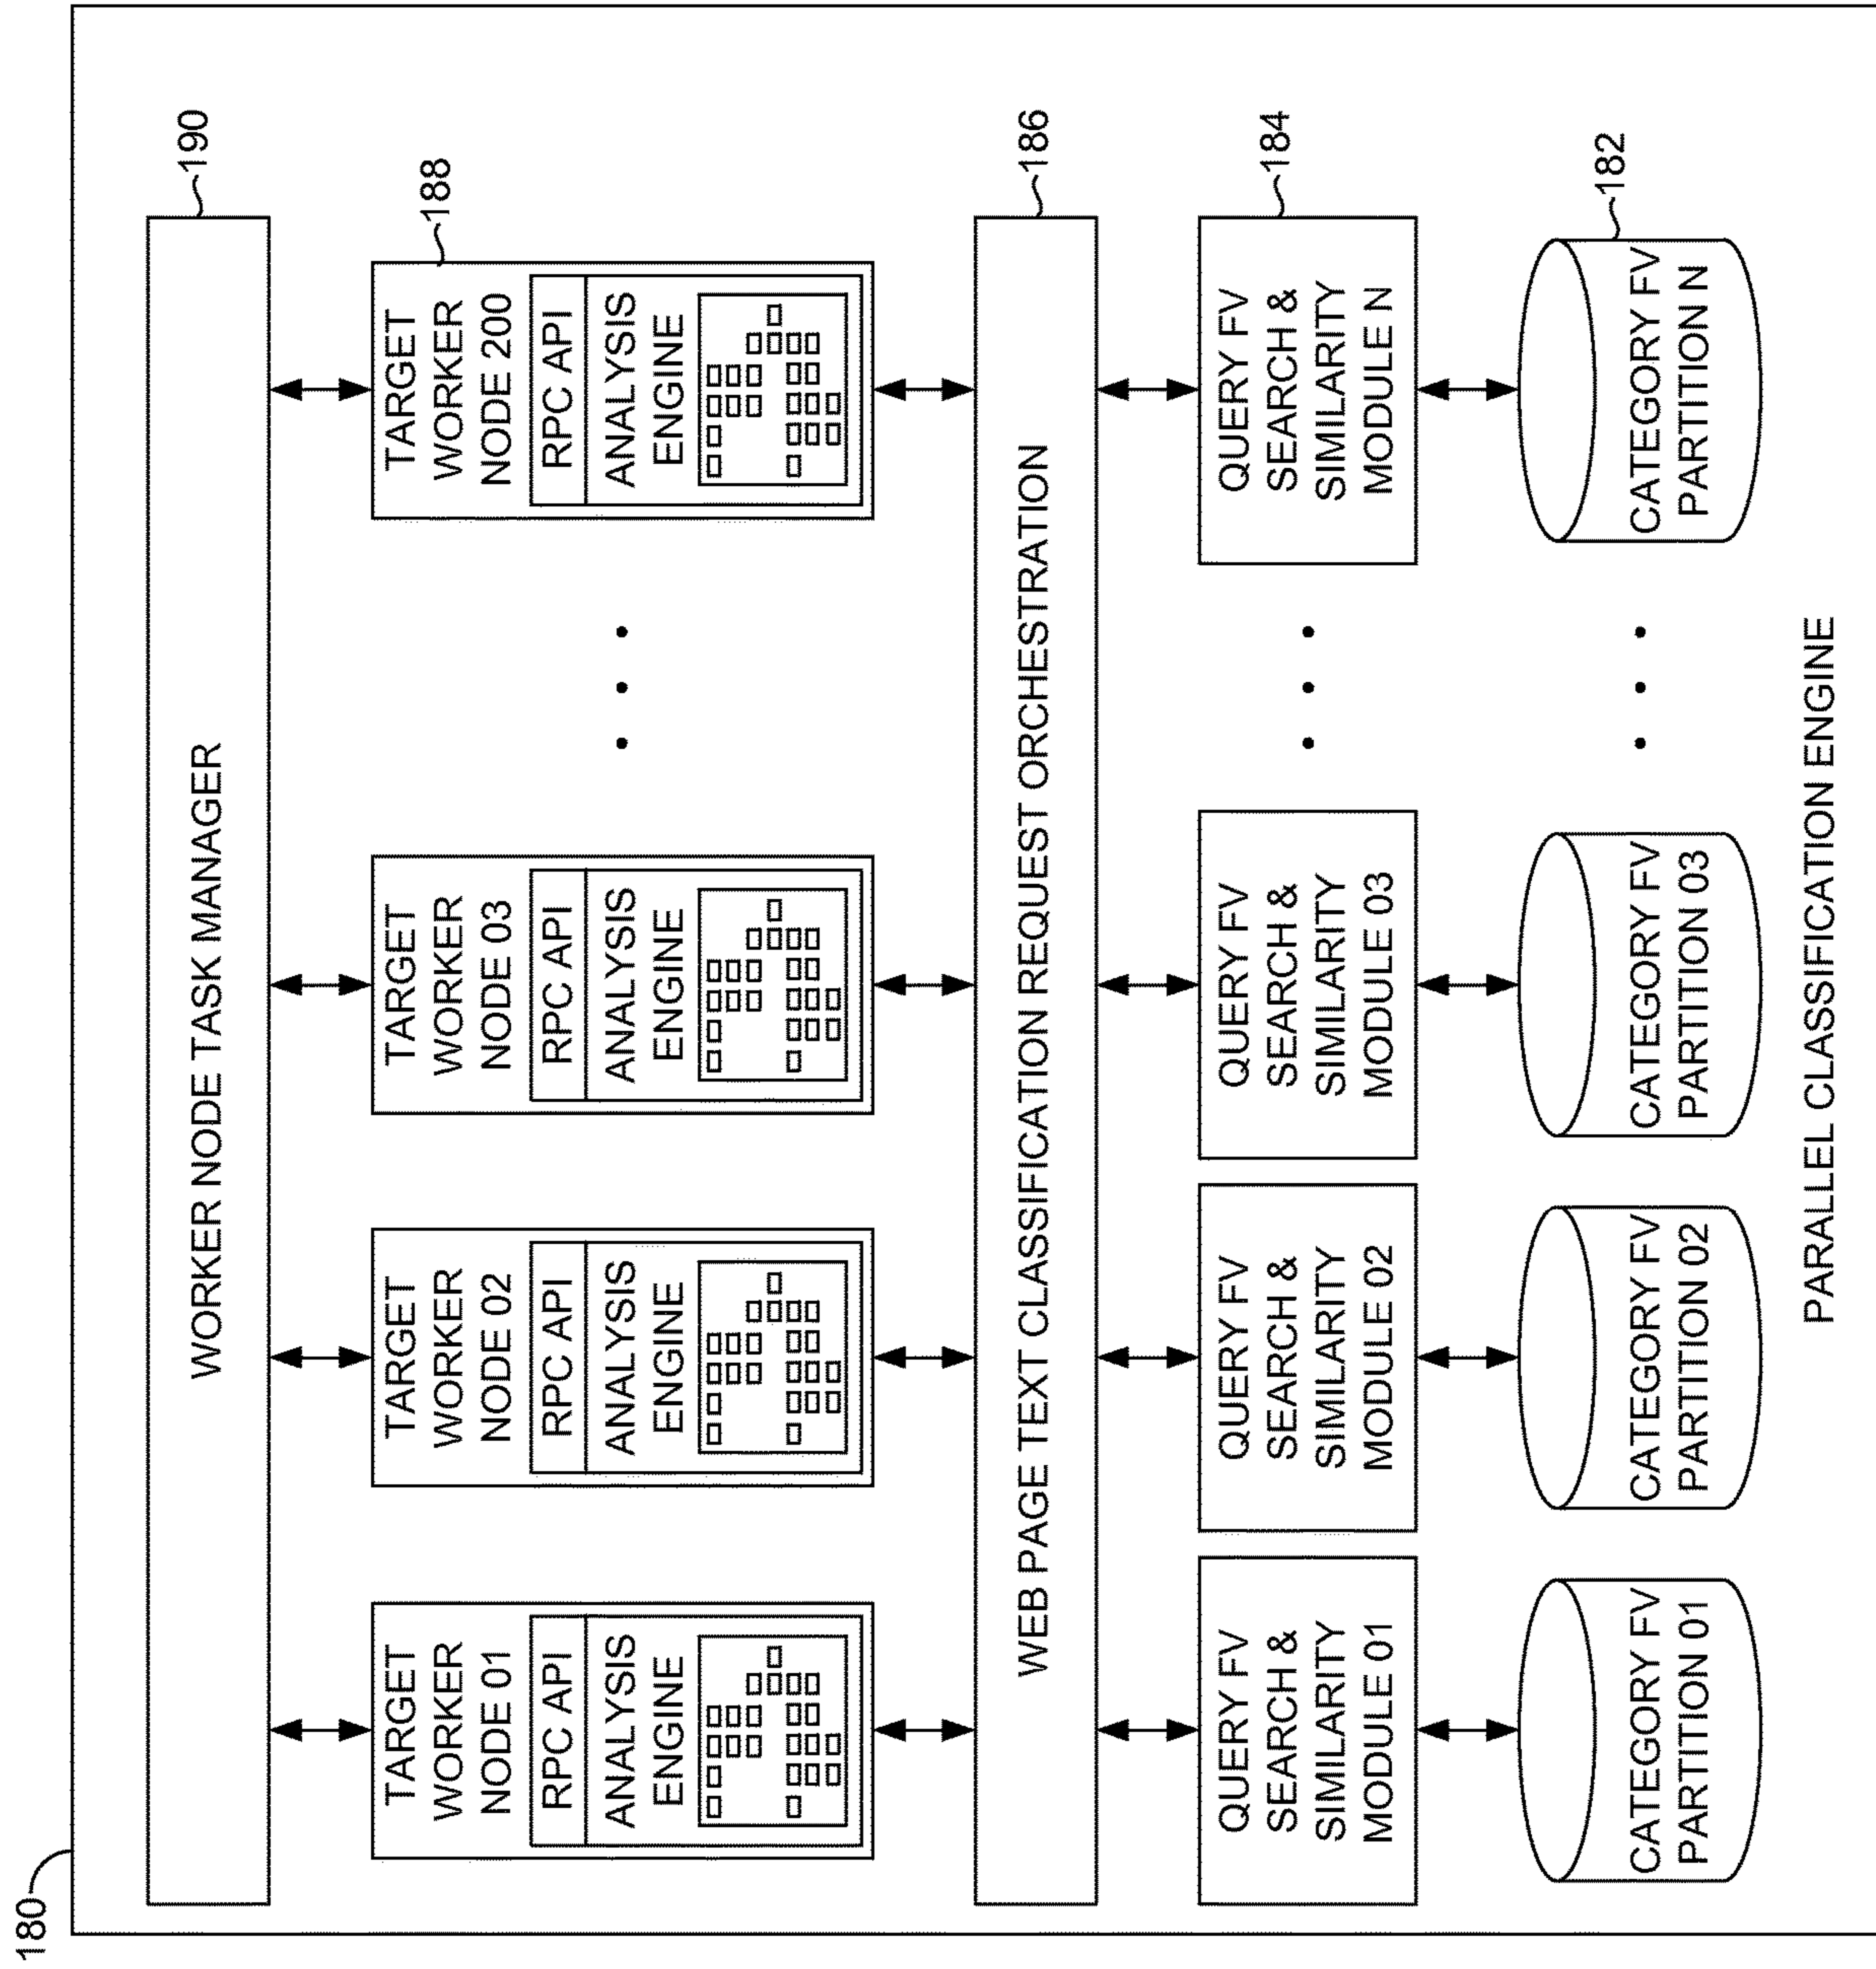 180
WORKER NODE TASK MANAGER
190
TARGET
WORKER
NODE 01
RPC API
ANALYSIS
ENGINE
TARGET
WORKER
NODE 02
RPC API
ANALYSIS
ENGINE
TARGET
WORKER
NODE 03
RPC API
ANALYSIS
ENGINE
• • •
TARGET
WORKER
NODE 200
RPC API
ANALYSIS
ENGINE
188
WEB PAGE TEXT CLASSIFICATION REQUEST ORCHESTRATION
186
QUERY FV
SEARCH &
SIMILARITY
MODULE 01
QUERY FV
SEARCH &
SIMILARITY
MODULE 02
QUERY FV
SEARCH &
SIMILARITY
MODULE 03
• • •
QUERY FV
SEARCH &
SIMILARITY
MODULE N
184
CATEGORY FV
PARTITION 01
CATEGORY FV
PARTITION 02
CATEGORY FV
PARTITION 03
• • •
CATEGORY FV
PARTITION N
182
PARALLEL CLASSIFICATION ENGINE